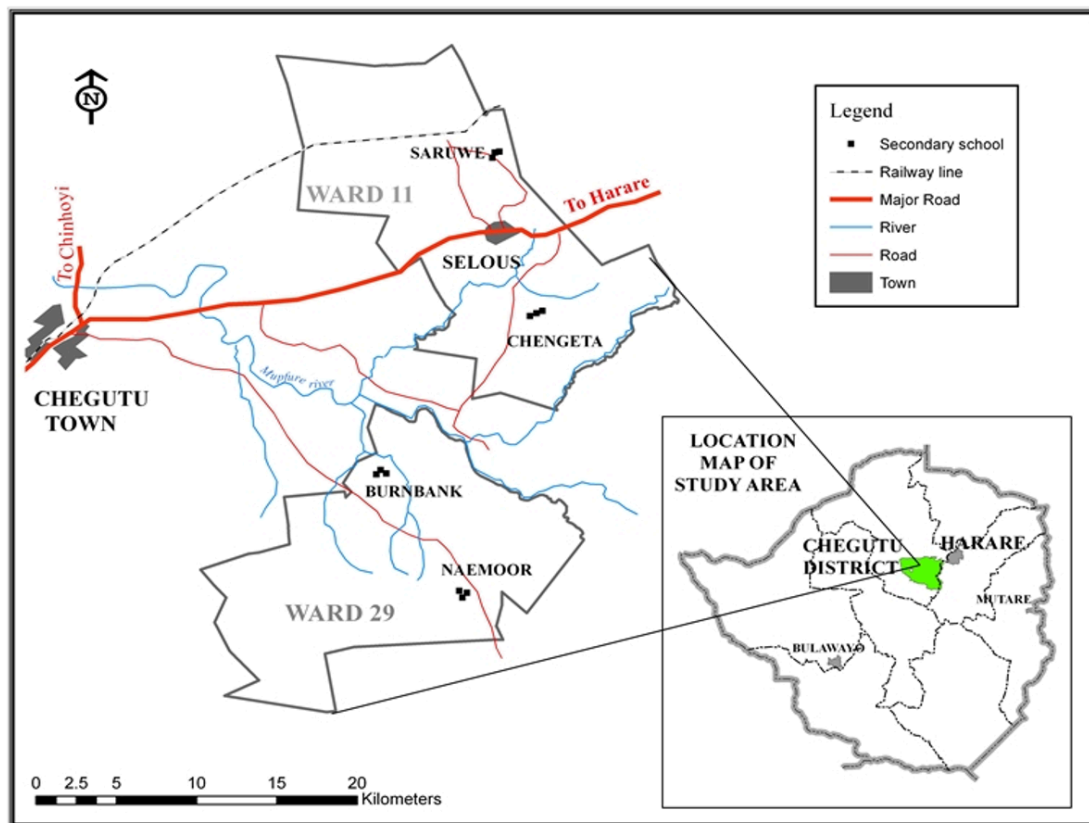 N
SARUWE
WARD 11
To Harare
To Chinhoyi
SELOUS
CHENGETA
CHEGUTU
TOWN
Mupfure river
BURNBANK
NAEMOOR
WARD 29
0 2.5 5 10 15 20
Kilometers
Legend
Secondary school
Railway line
Major Road
River
Road
Town
LOCATION
MAP OF
STUDY AREA
CHEGUTU
DISTRICT
HARARE
MUTARE
BULAWAYO